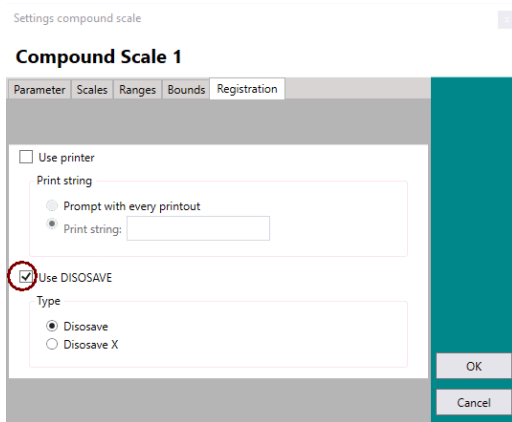 Settings compound scale
x
Compound Scale 1
Parameter Scales Ranges Bounds Registration
Use printer
Print string
Prompt with every printout
Print string:
Use DISOSAVE
Type
Disosave
Disosave X
OK
Cancel